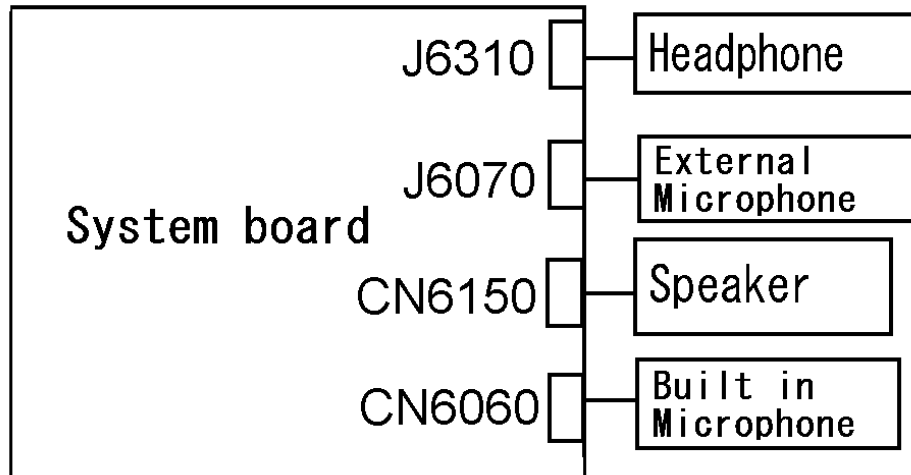 J6310
Headphone
J6070
External
Microphone
System board
CN6150
Speaker
CN6060
Built in
Microphone